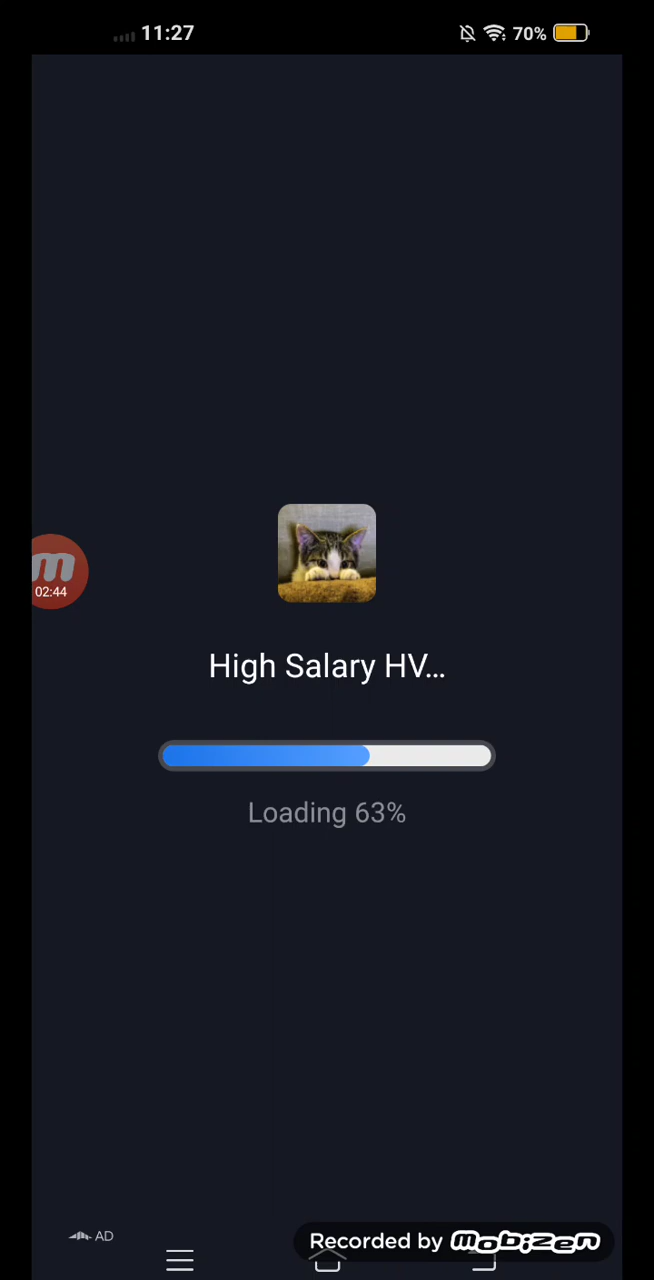 11:27
70%
m
02:44
High Salary HV...
Loading 63%
AD
Recorded by mobizen